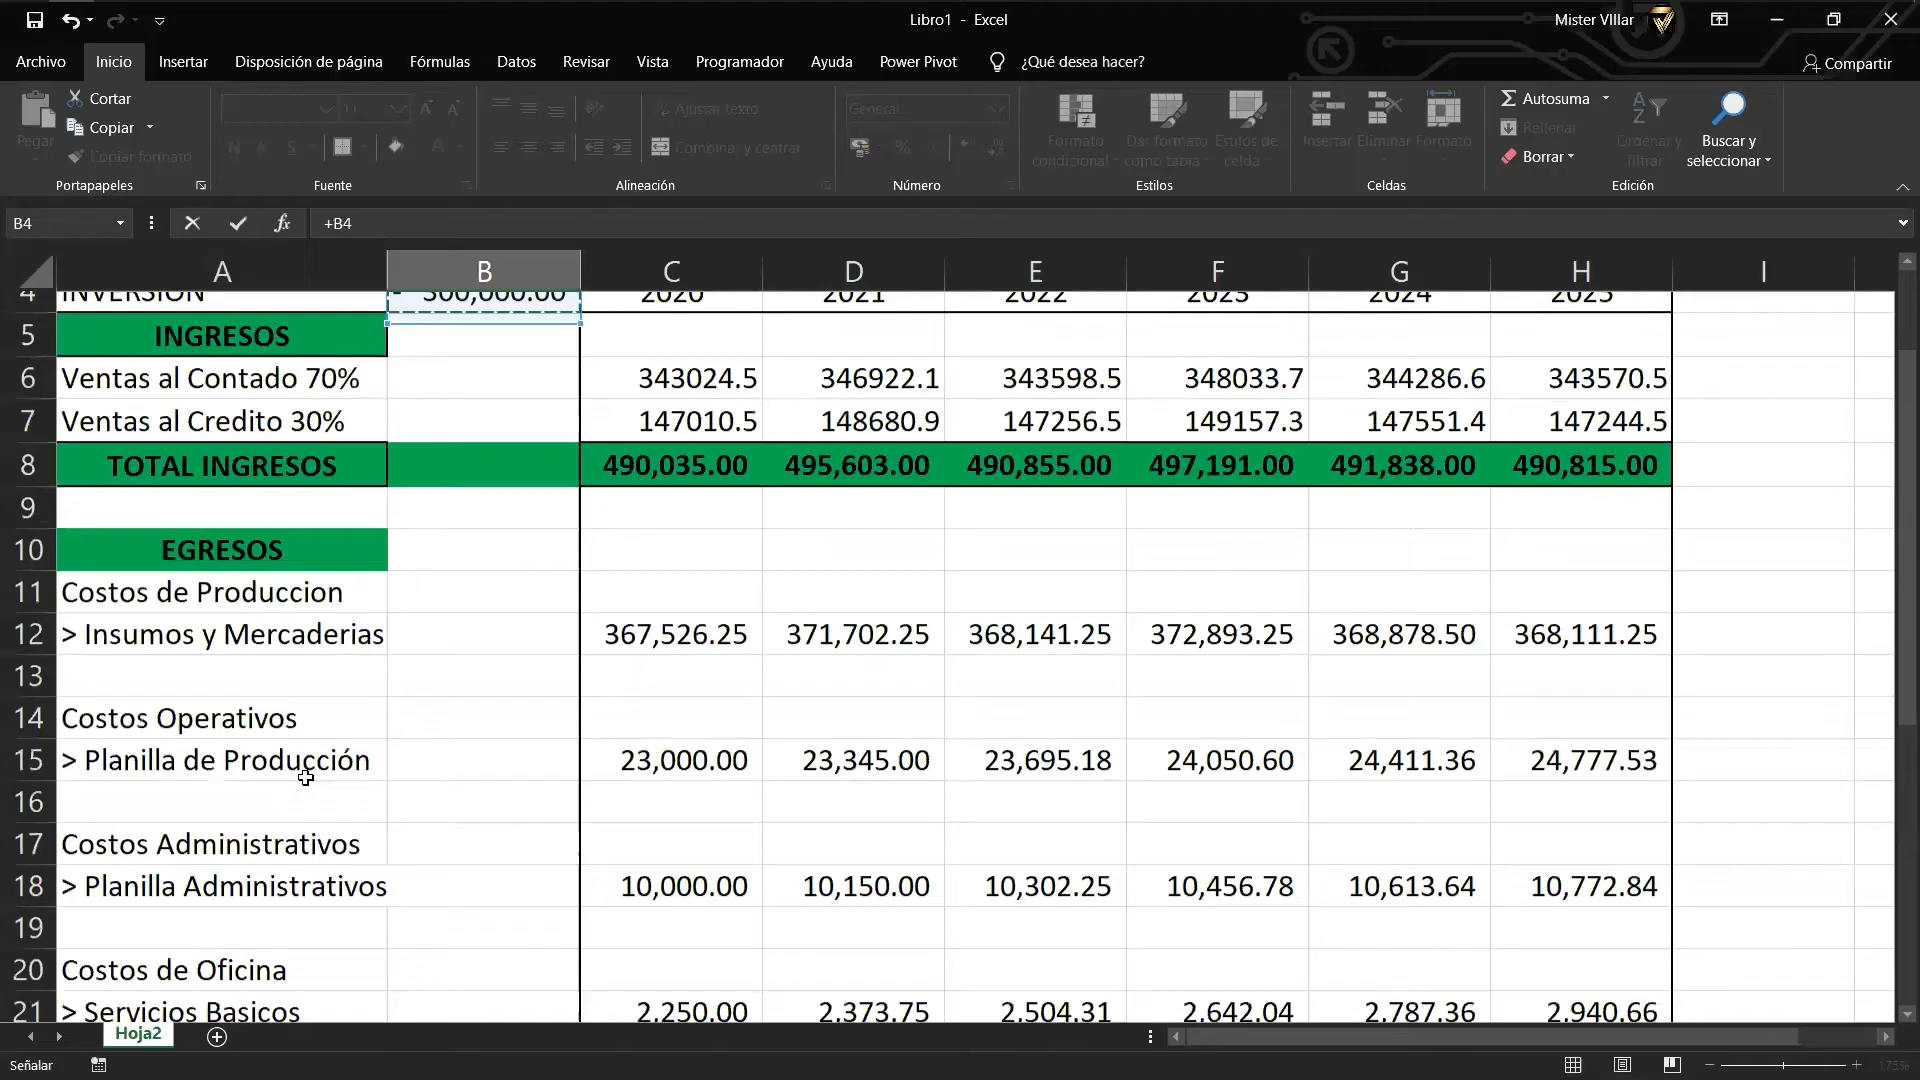 Libro1 - Excel
Mister VIllar
Archivo Inicio Insertar Disposición de página Fórmulas Datos Revisar Vista Programador Ayuda Power Pivot ¿Qué desea hacer? Compartir
Pegar
Cortar
Copiar
Copiar formato
Portapapeles
11
N
S
Fuente
Ajustar texto
Combinar y centrar
Alineación
General
%
Número
Formato condicional
Dar formato como tabla
Estilos de celda
Estilos
Insertar Eliminar Formato
Celdas
Autosuma
Rellenar
Borrar
Ordenar y filtrar
Buscar y seleccionar
Edición
B4 fx +B4
A B C D E F G H I
4 INVERSION - 300,000.00 2020 2021 2022 2023 2024 2025
5 INGRESOS
6 Ventas al Contado 70% 343024.5 346922.1 343598.5 348033.7 344286.6 343570.5
7 Ventas al Credito 30% 147010.5 148680.9 147256.5 149157.3 147551.4 147244.5
8 TOTAL INGRESOS 490,035.00 495,603.00 490,855.00 497,191.00 491,838.00 490,815.00
9
10 EGRESOS
11 Costos de Produccion
12 > Insumos y Mercaderias 367,526.25 371,702.25 368,141.25 372,893.25 368,878.50 368,111.25
13
14 Costos Operativos
15 > Planilla de Producción 23,000.00 23,345.00 23,695.18 24,050.60 24,411.36 24,777.53
16
17 Costos Administrativos
18 > Planilla Administrativos 10,000.00 10,150.00 10,302.25 10,456.78 10,613.64 10,772.84
19
20 Costos de Oficina
21 > Servicios Basicos 2,250.00 2,373.75 2,504.31 2,642.04 2,787.36 2,940.66
Hoja2
Señalar
175%